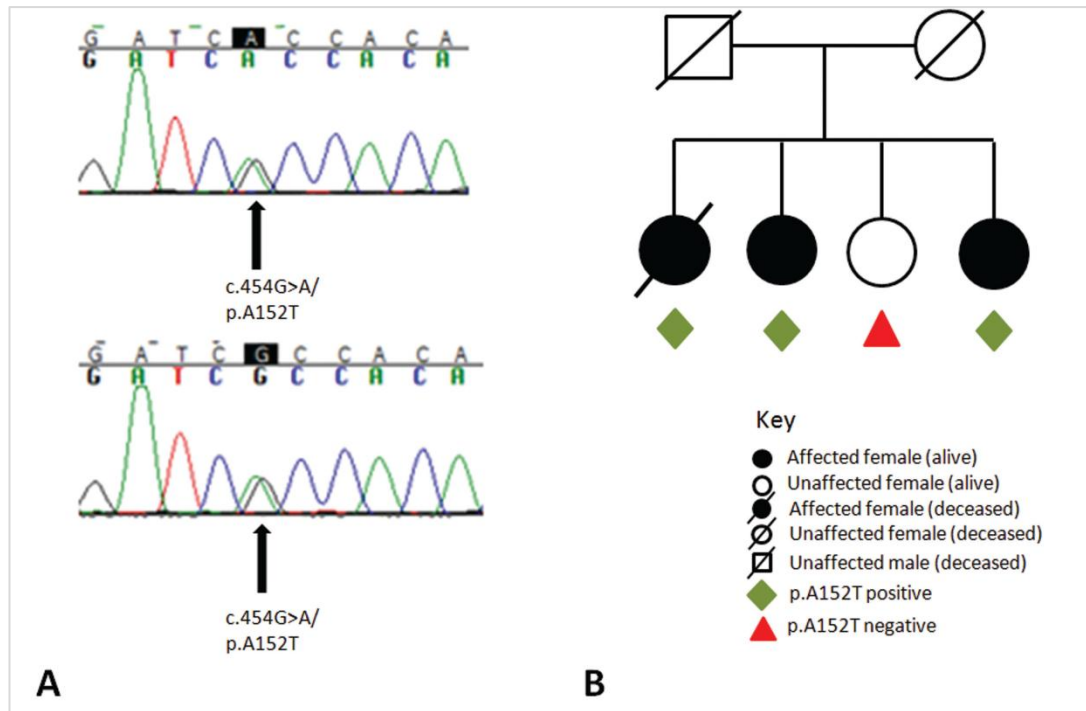 G A T C A C C A C A
G A T C A C C A C A
c.454G>A/
p.A152T
G A T C G C C A C A
G A T C G C C A C A
c.454G>A/
p.A152T
A
Key
Affected female (alive)
Unaffected female (alive)
Affected female (deceased)
Unaffected female (deceased)
Unaffected male (deceased)
p.A152T positive
p.A152T negative
B